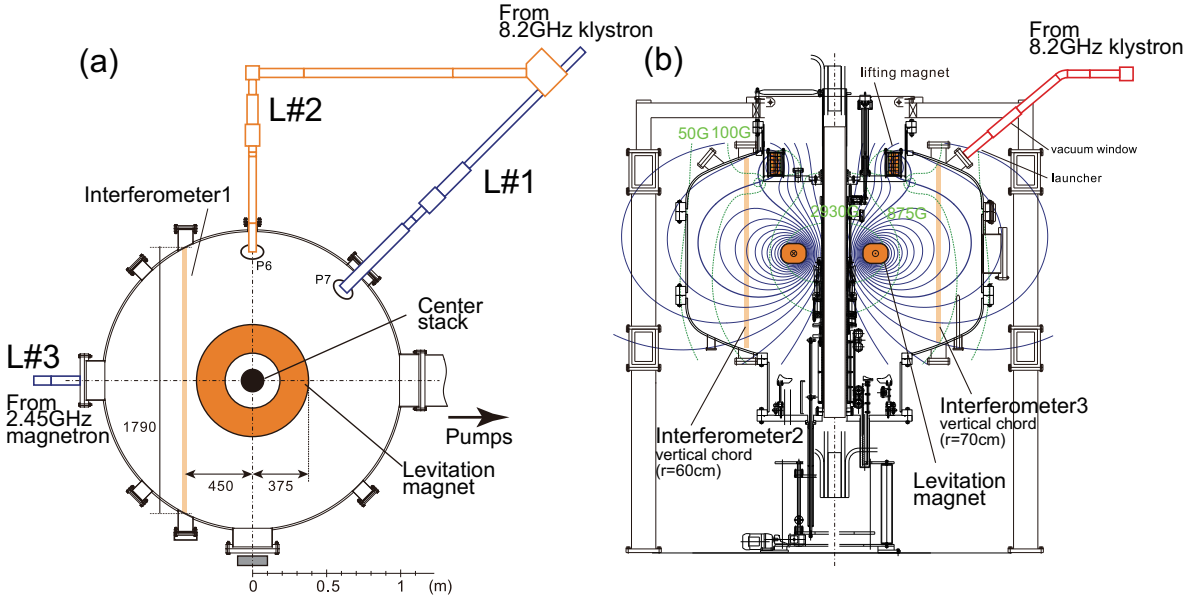 (a)
From
8.2GHz klystron
L#2
L#1
Interferometer1
P6
P7
Center
stack
L#3
From
2.45GHz
magnetron
1790
450
375
Pumps
Levitation
magnet
0
0.5
1
(m)
(b)
From
8.2GHz klystron
lifting magnet
50G
100G
vacuum window
launcher
2930G
875G
Interferometer2
vertical chord
(r=60cm)
Interferometer3
vertical chord
(r=70cm)
Levitation
magnet